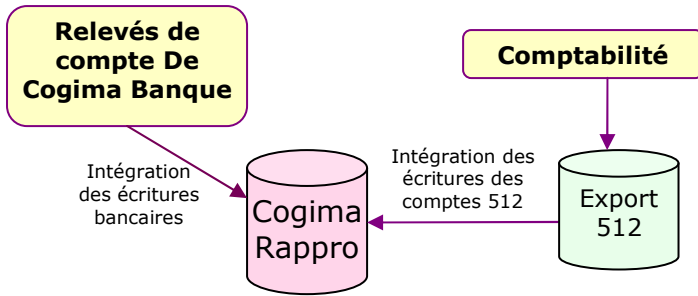 Relevés de
compte De
Cogima Banque
Comptabilité
Intégration
des écritures
bancaires
Intégration des
écritures des
comptes 512
Cogima
Rappro
Export
512